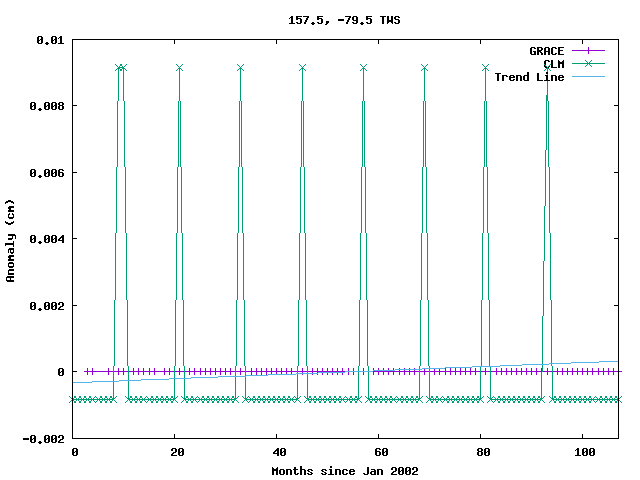 157.5, -79.5 TWS
0.01
0.008
0.006
0.004
0.002
0
-0.002
Anomaly (cm)
GRACE
CLM
Trend Line
0 20 40 60 80 100
Months since Jan 2002